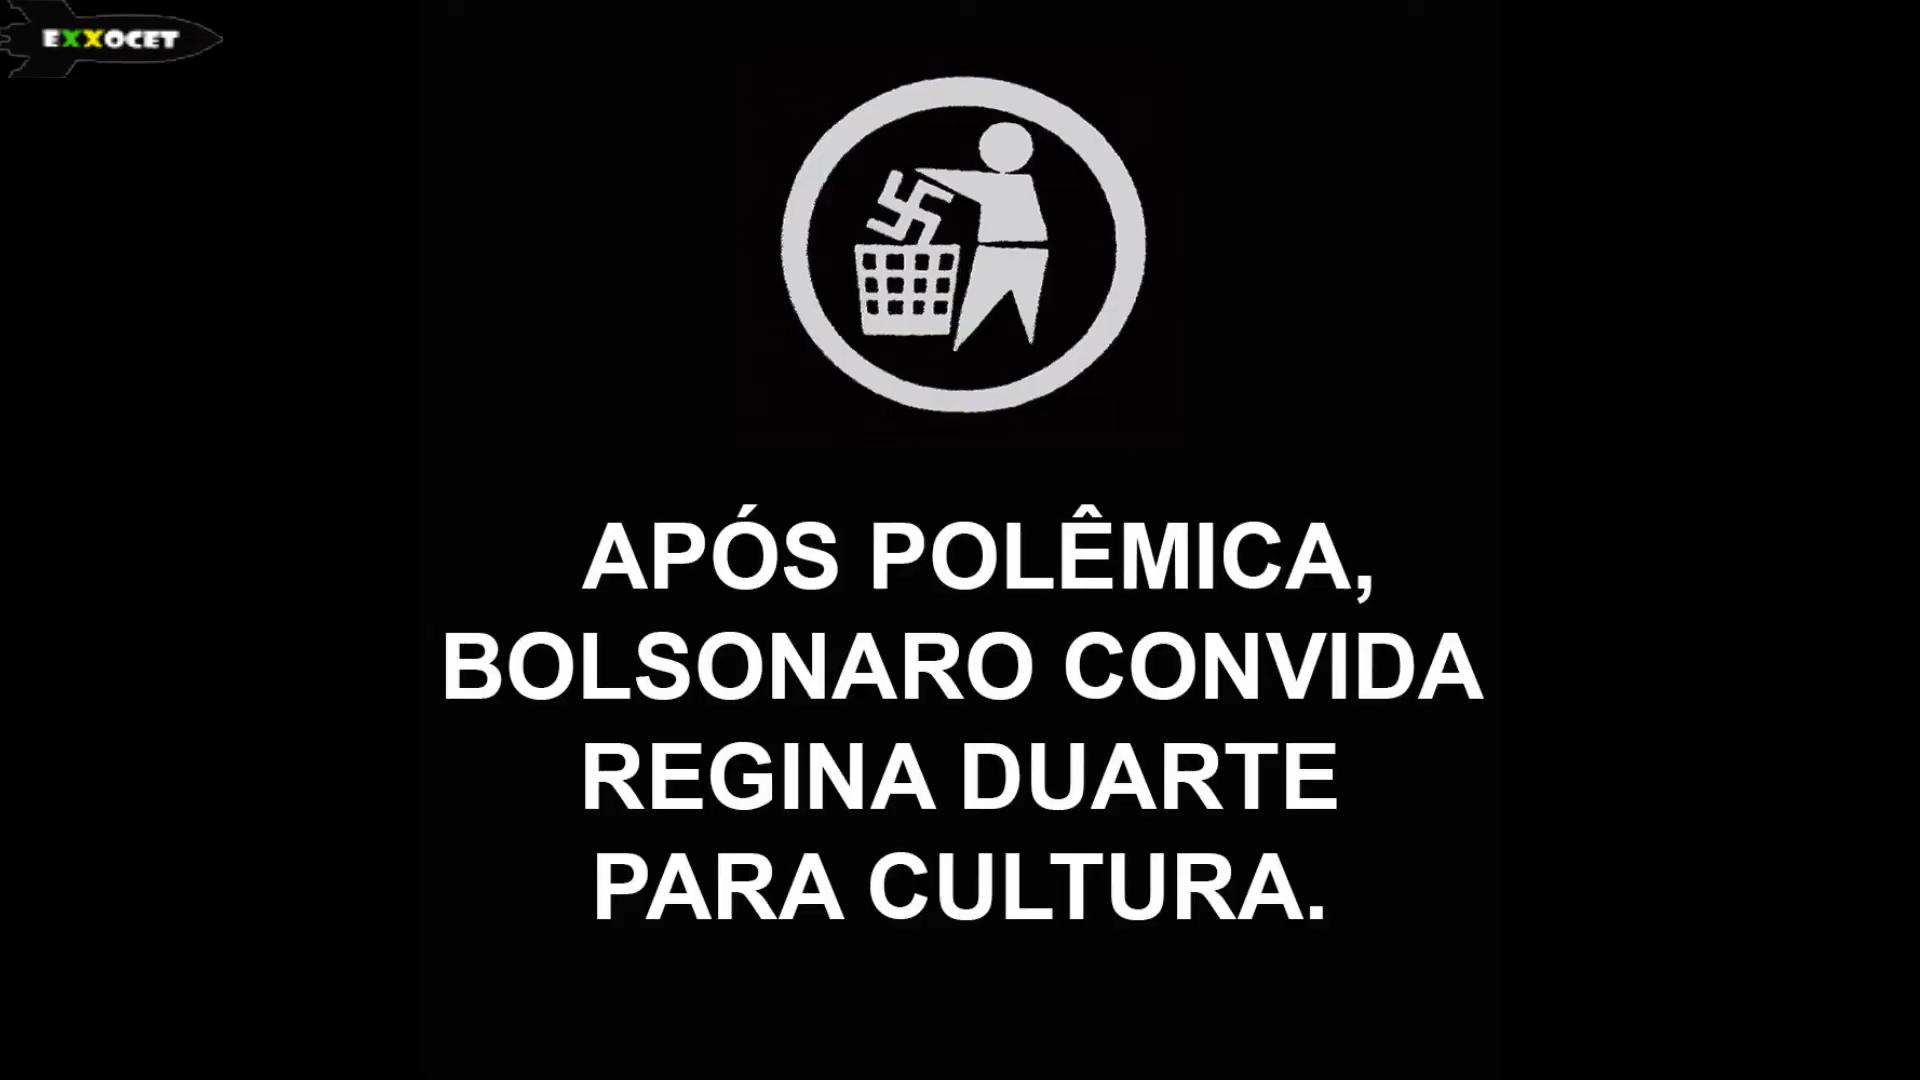 EXXOCET
APÓS POLÊMICA,
BOLSONARO CONVIDA
REGINA DUARTE
PARA CULTURA.